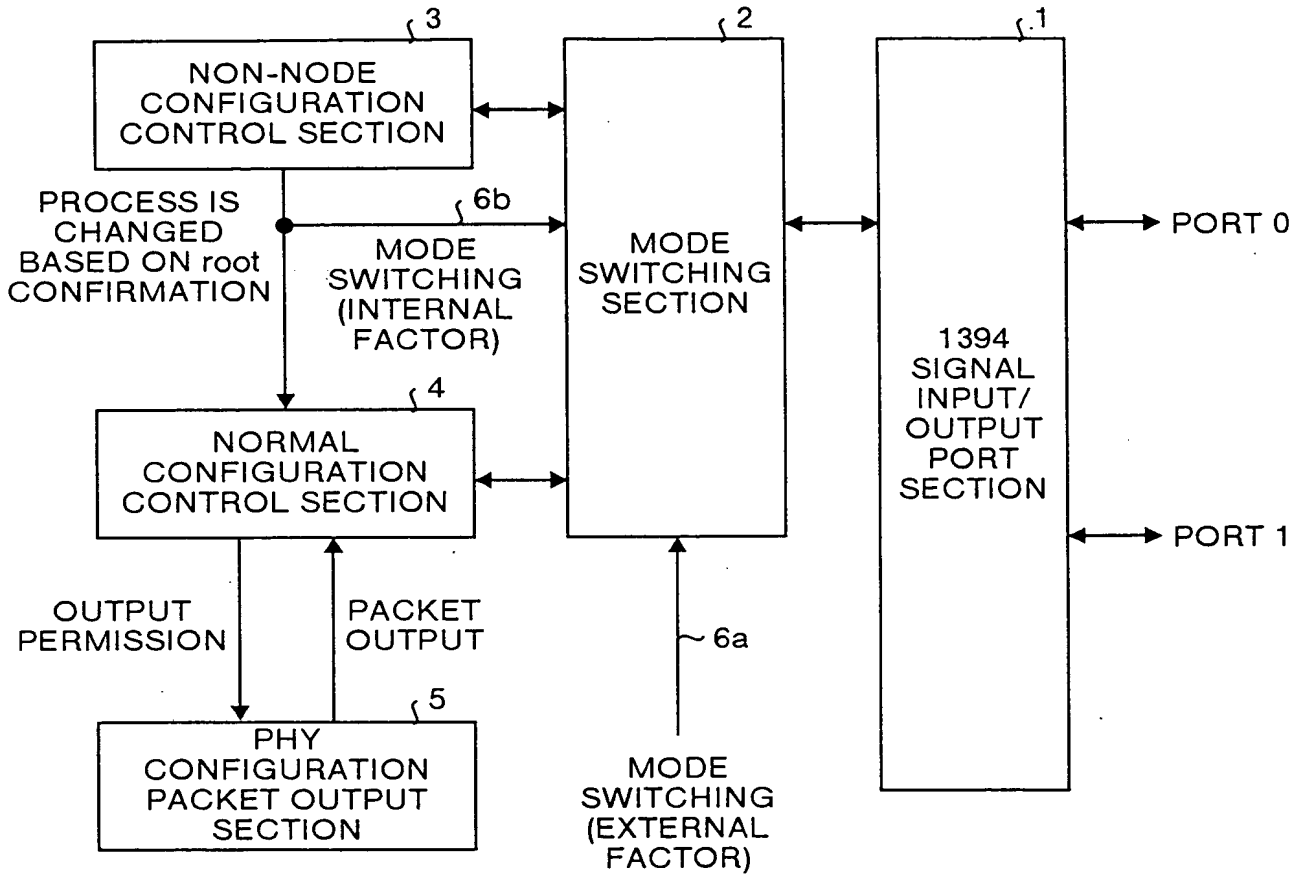 3
NON-NODE
CONFIGURATION
CONTROL SECTION
2
MODE
SWITCHING
SECTION
1
1394
SIGNAL
INPUT/
OUTPUT
PORT
SECTION
PORT 0
PORT 1
PROCESS IS
CHANGED
BASED ON root
CONFIRMATION
6b
MODE
SWITCHING
(INTERNAL
FACTOR)
4
NORMAL
CONFIGURATION
CONTROL SECTION
OUTPUT
PERMISSION
PACKET
OUTPUT
6a
MODE
SWITCHING
(EXTERNAL
FACTOR)
5
PHY
CONFIGURATION
PACKET OUTPUT
SECTION